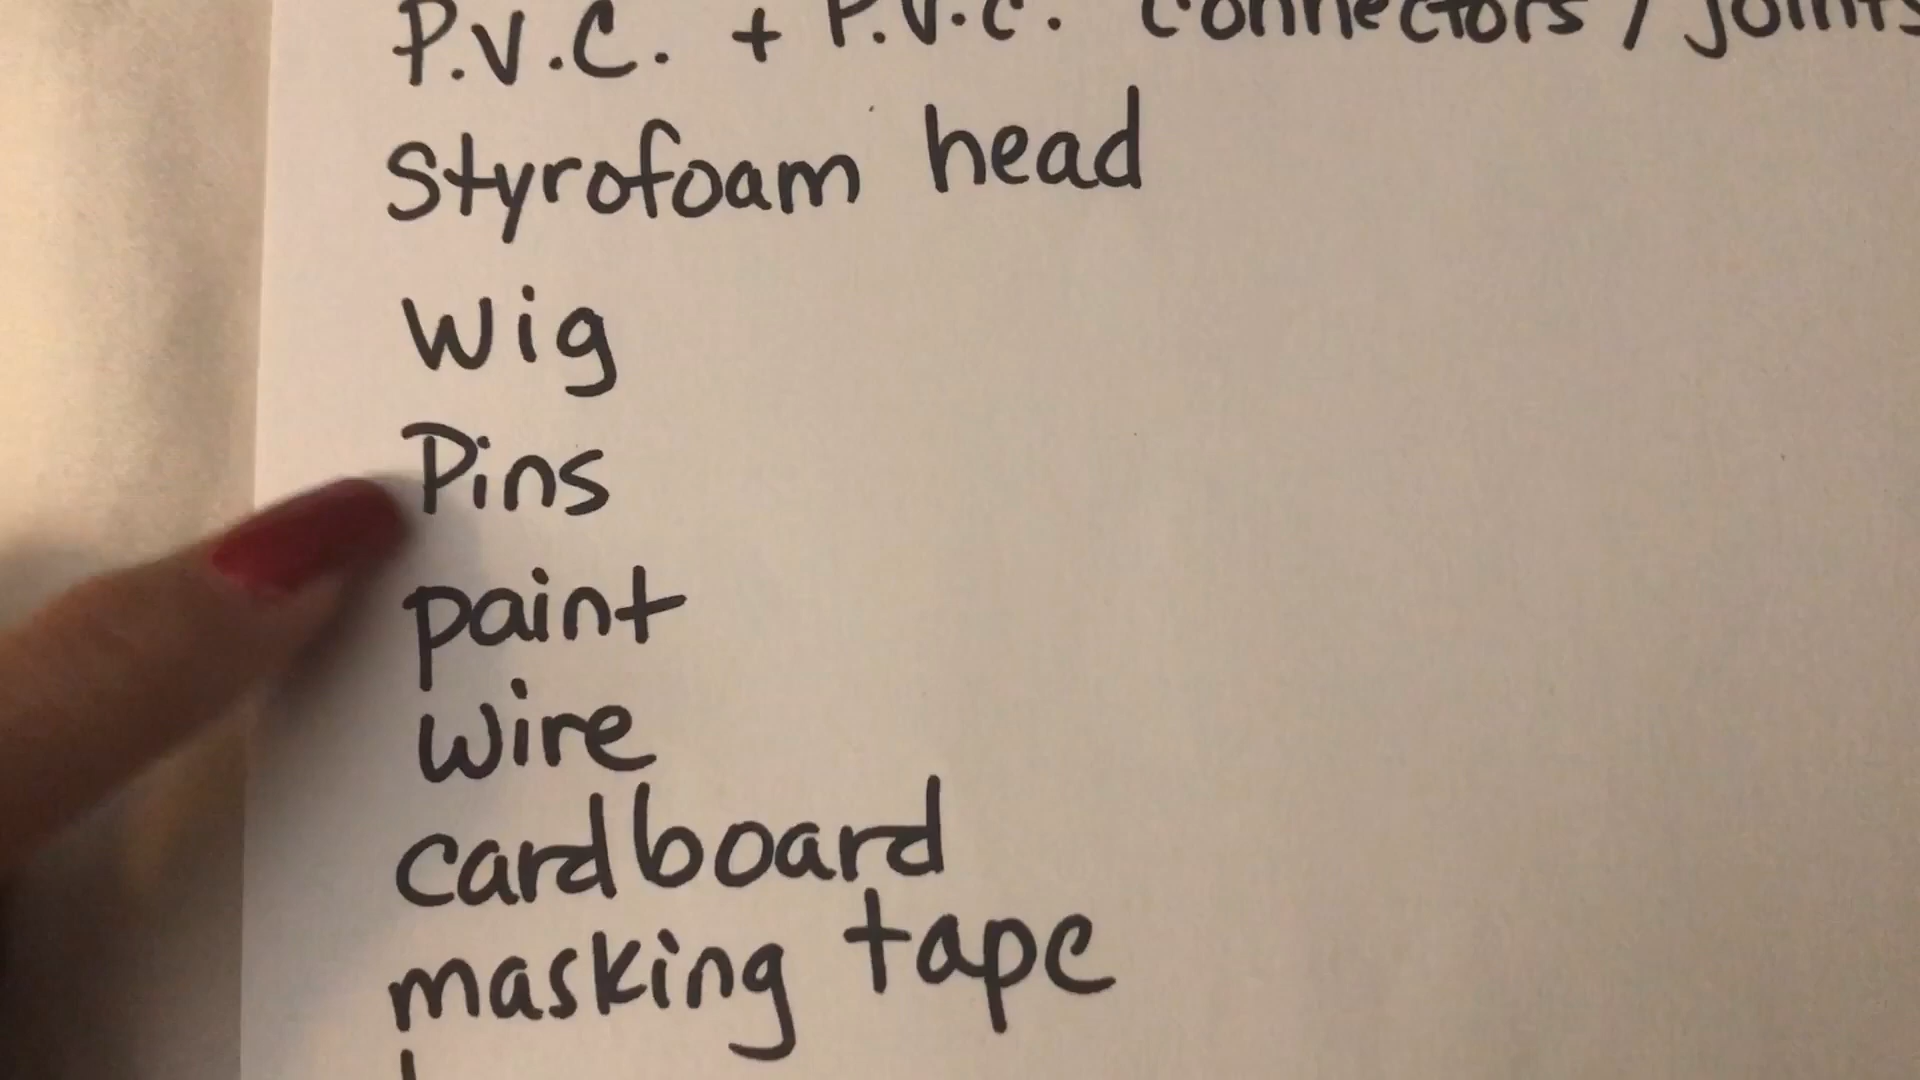 P.V.C. + P.V.C. connectors / joints
Styrofoam head
Wig
Pins
paint
wire
cardboard
masking tape